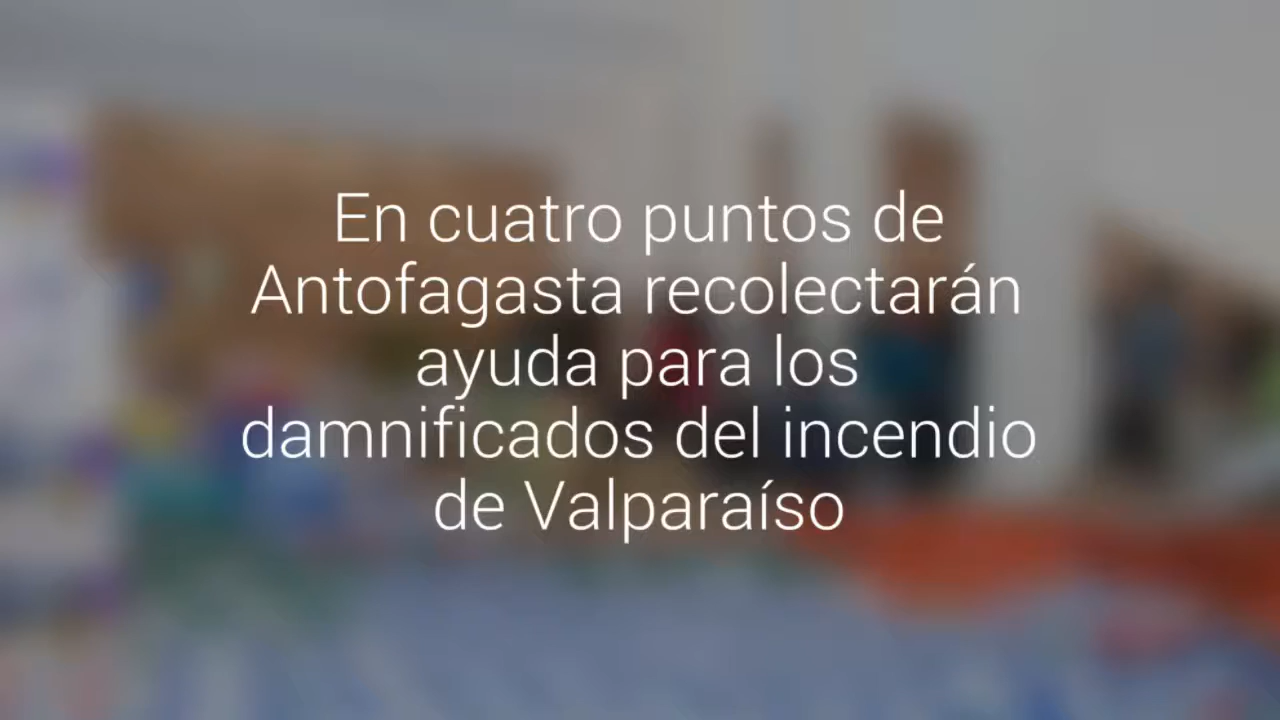 En cuatro puntos de
Antofagasta recolectarán
ayuda para los
damnificados del incendio
de Valparaíso